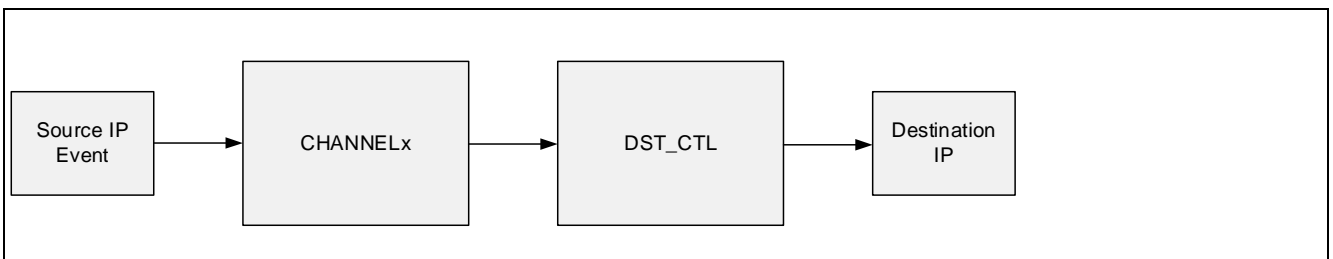 Source IP
Event
CHANNELx
DST_CTL
Destination
IP